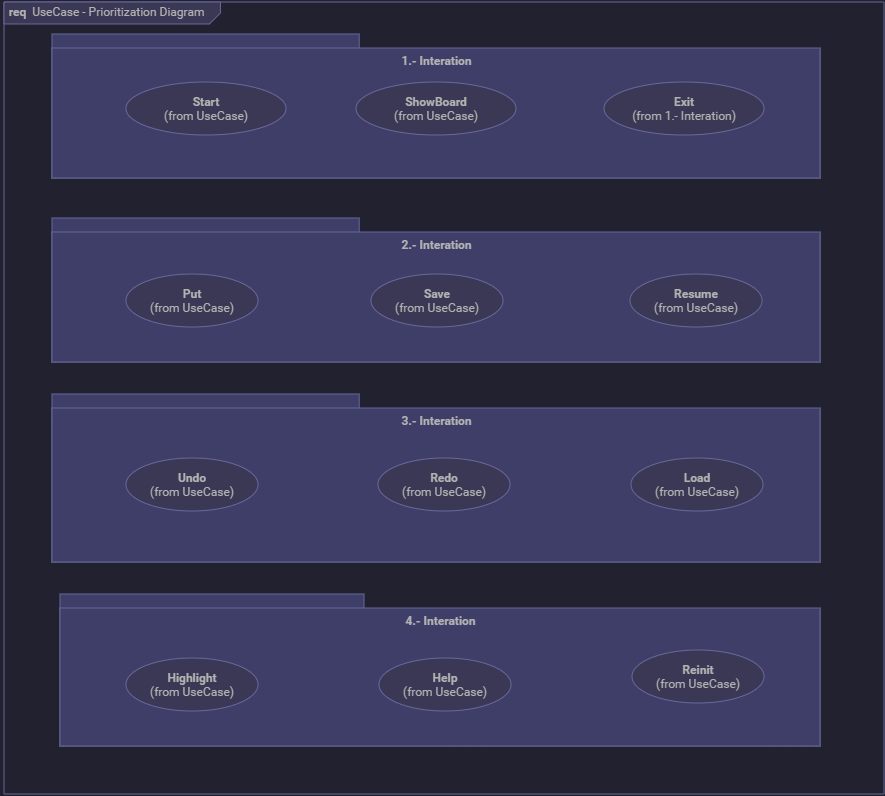 req UseCase - Prioritization Diagram
1.- Interation
Start
(from UseCase)
ShowBoard
(from UseCase)
Exit
(from 1.- Interation)
2.- Interation
Put
(from UseCase)
Save
(from UseCase)
Resume
(from UseCase)
3.- Interation
Undo
(from UseCase)
Redo
(from UseCase)
Load
(from UseCase)
4.- Interation
Highlight
(from UseCase)
Help
(from UseCase)
Reinit
(from UseCase)